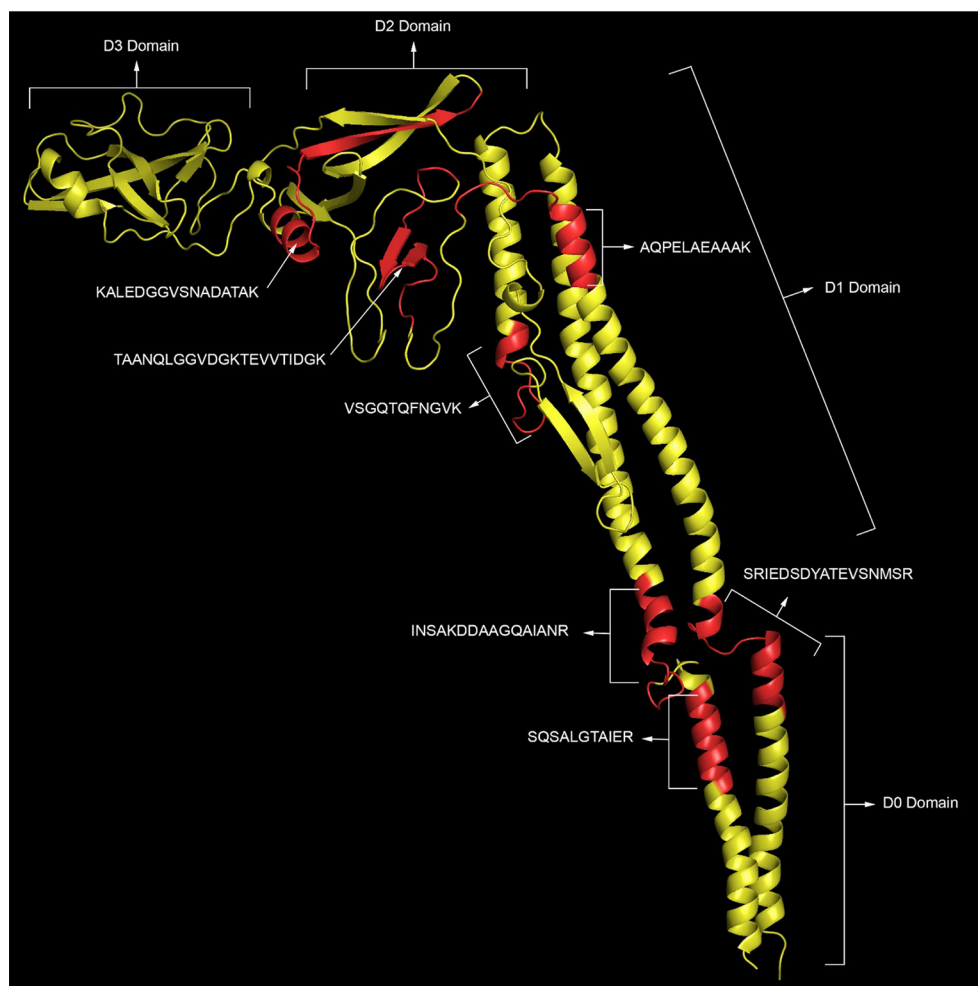 D2 Domain
D3 Domain
AQPELAEAAAK
KALEDGGVSNADATAK
D1 Domain
TAANQLGGVDGKTEVVTIDGK
VSGQTQFNGVK
SRIEDSDYATEVSNMSR
INSAKDDAAGQAIANR
SQSALGTAIER
D0 Domain